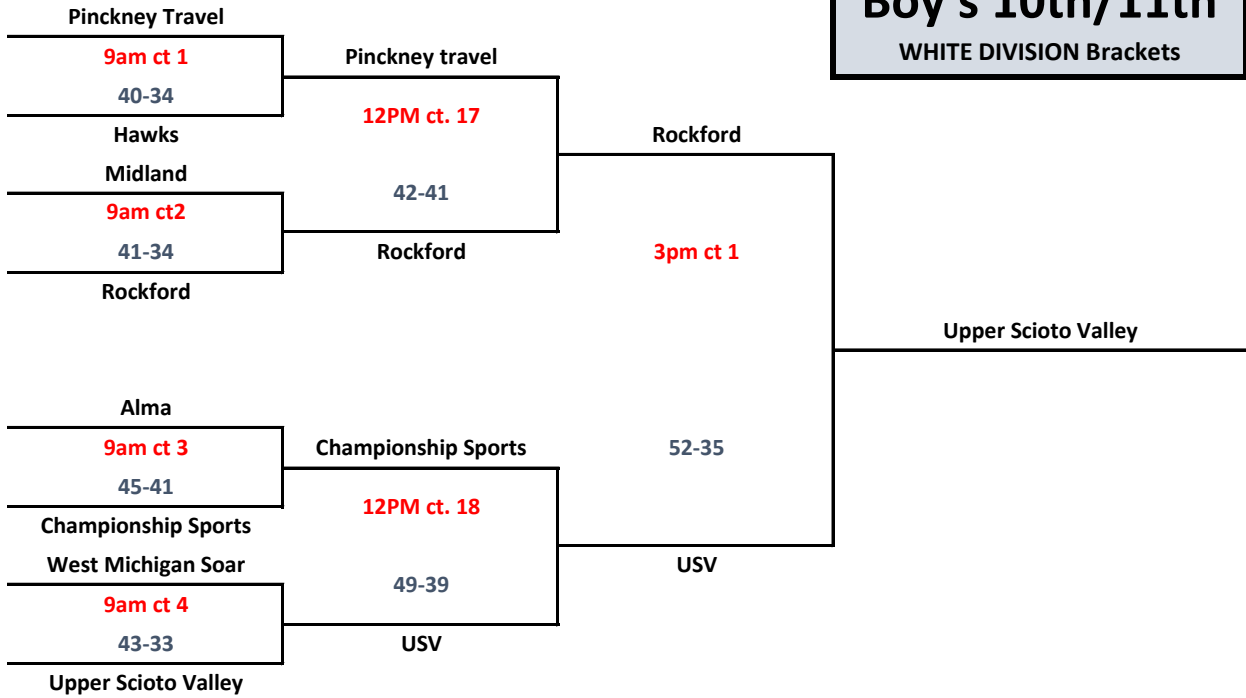 Boy's 10th/11th
WHITE DIVISION Brackets
Pinckney Travel
9am ct 1
40-34
Hawks
Midland
9am ct2
41-34
Rockford
Pinckney travel
12PM ct. 17
42-41
Rockford
Rockford
3pm ct 1
52-35
USV
Upper Scioto Valley
Alma
9am ct 3
45-41
Championship Sports
West Michigan Soar
9am ct 4
43-33
Upper Scioto Valley
Championship Sports
12PM ct. 18
49-39
USV